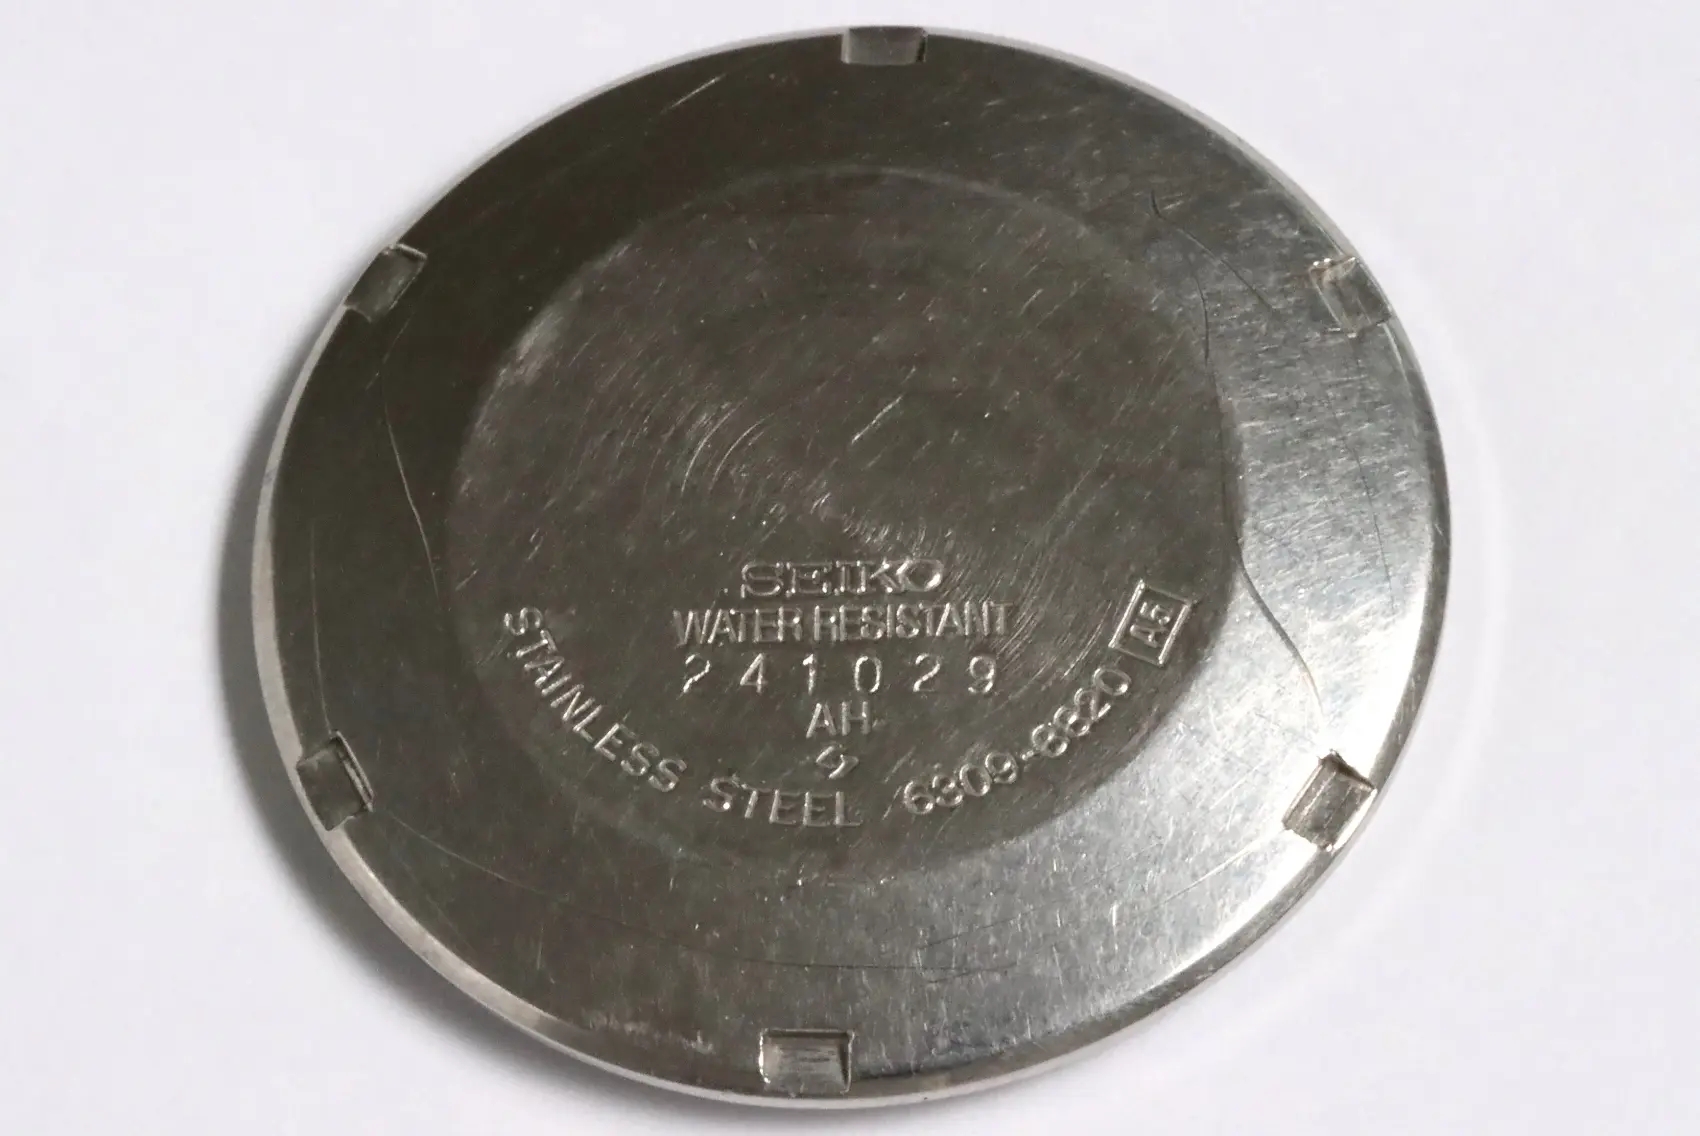 SEIKO
WATER RESISTANT
241029
AH
STAINLESS STEEL 6309-8820 A5